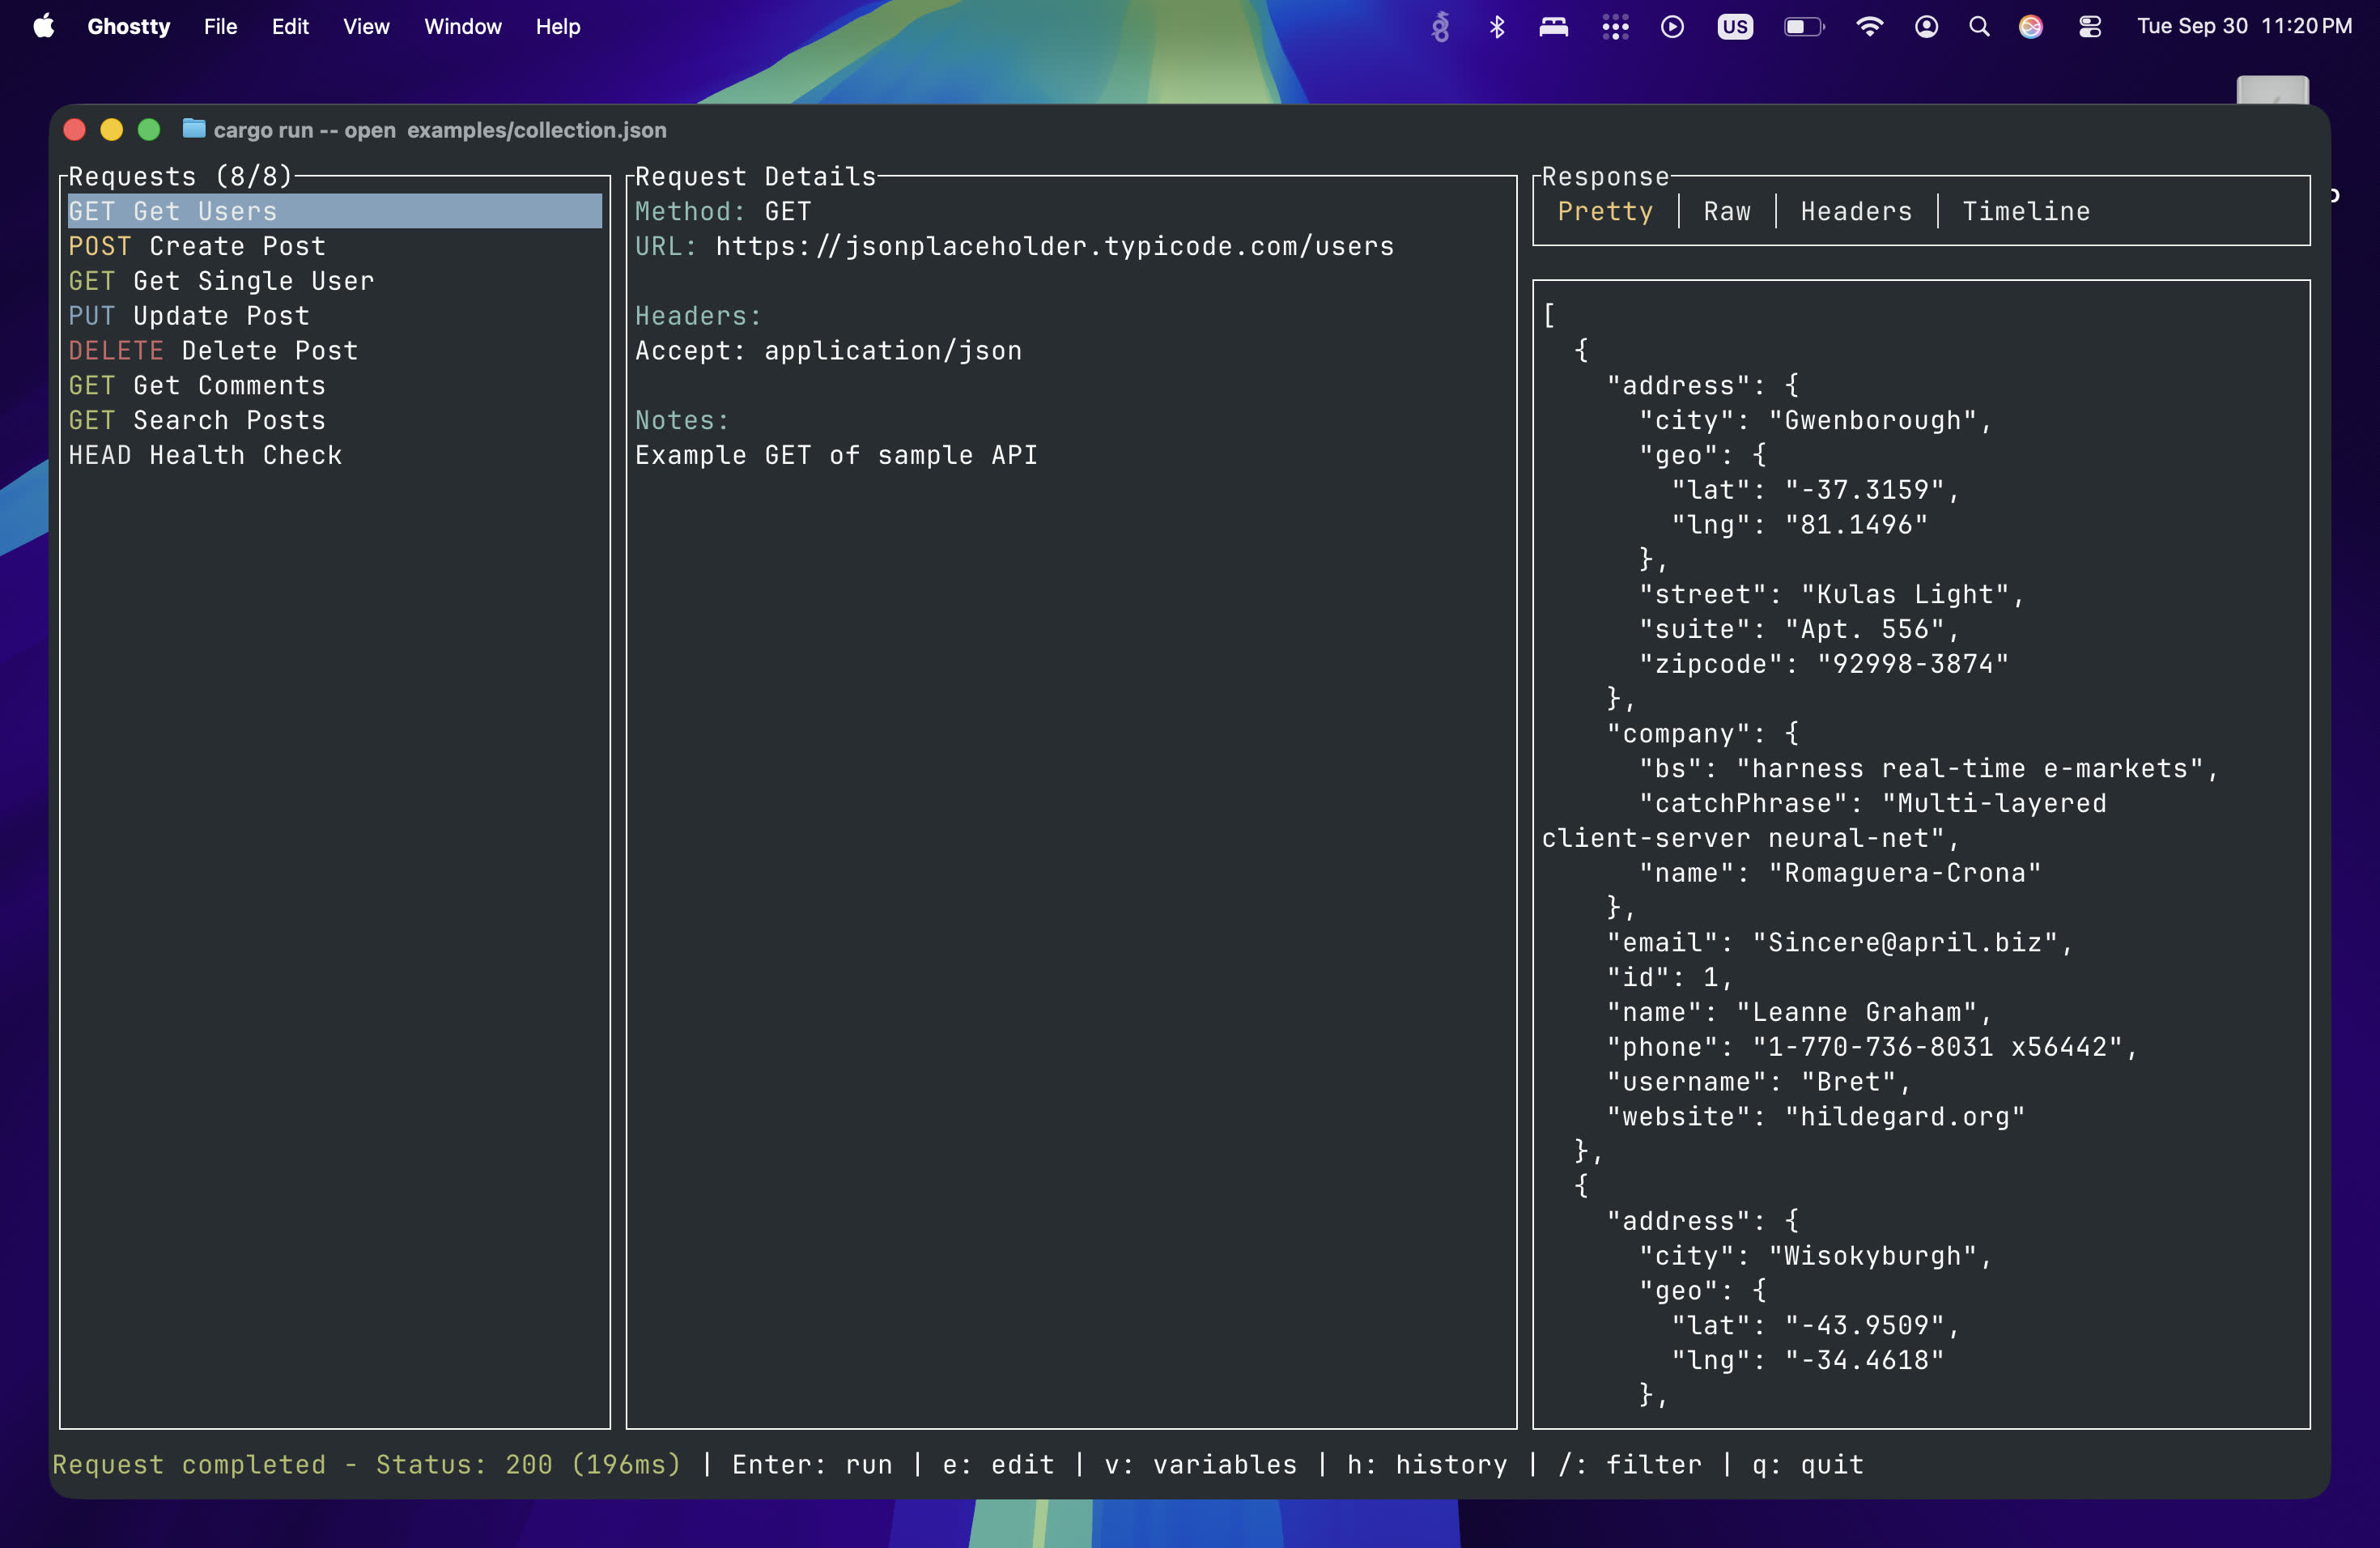 Ghostty File Edit View Window Help US Tue Sep 30 11:20 PM
cargo run -- open examples/collection.json
Requests (8/8)
GET Get Users
POST Create Post
GET Get Single User
PUT Update Post
DELETE Delete Post
GET Get Comments
GET Search Posts
HEAD Health Check
Request Details
Method: GET
URL: https://jsonplaceholder.typicode.com/users
Headers:
Accept: application/json
Notes:
Example GET of sample API
Response
Pretty │ Raw │ Headers │ Timeline
[
  {
    "address": {
      "city": "Gwenborough",
      "geo": {
        "lat": "-37.3159",
        "lng": "81.1496"
      },
      "street": "Kulas Light",
      "suite": "Apt. 556",
      "zipcode": "92998-3874"
    },
    "company": {
      "bs": "harness real-time e-markets",
      "catchPhrase": "Multi-layered
client-server neural-net",
      "name": "Romaguera-Crona"
    },
    "email": "Sincere@april.biz",
    "id": 1,
    "name": "Leanne Graham",
    "phone": "1-770-736-8031 x56442",
    "username": "Bret",
    "website": "hildegard.org"
  },
  {
    "address": {
      "city": "Wisokyburgh",
      "geo": {
        "lat": "-43.9509",
        "lng": "-34.4618"
      },
Request completed - Status: 200 (196ms) | Enter: run | e: edit | v: variables | h: history | /: filter | q: quit